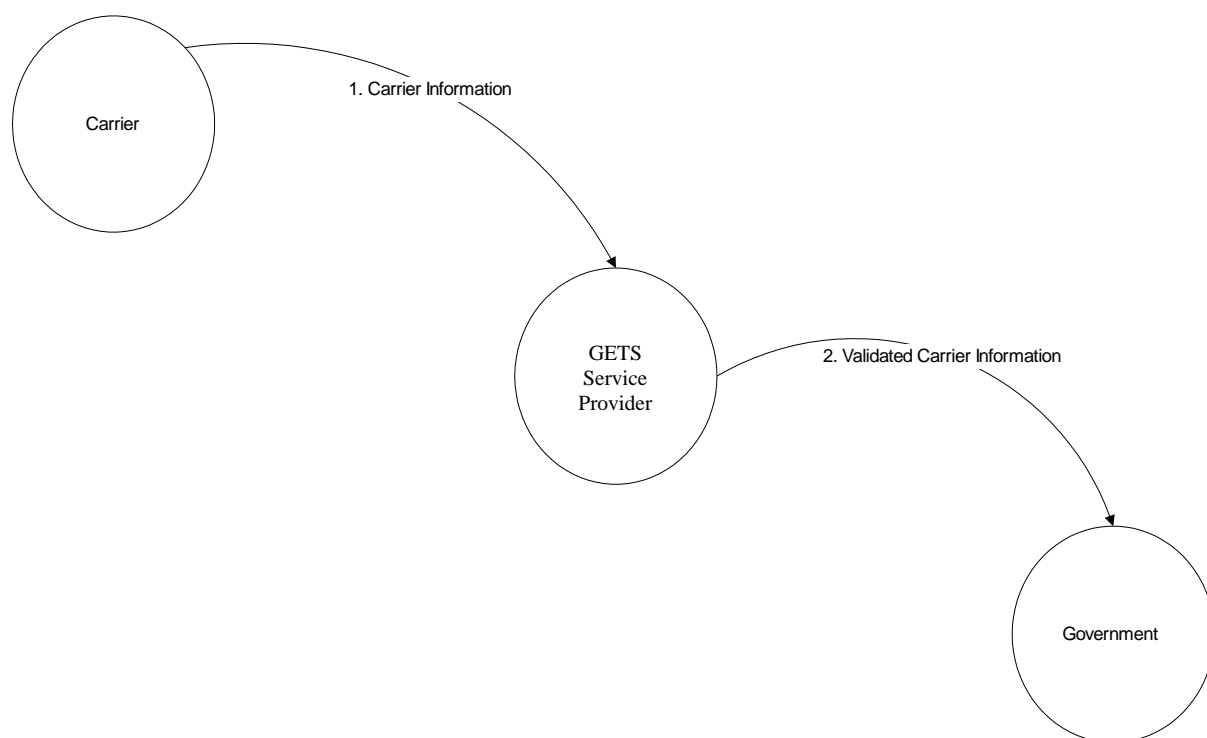 Carrier
1. Carrier Information
GETS
Service
Provider
2. Validated Carrier Information
Government